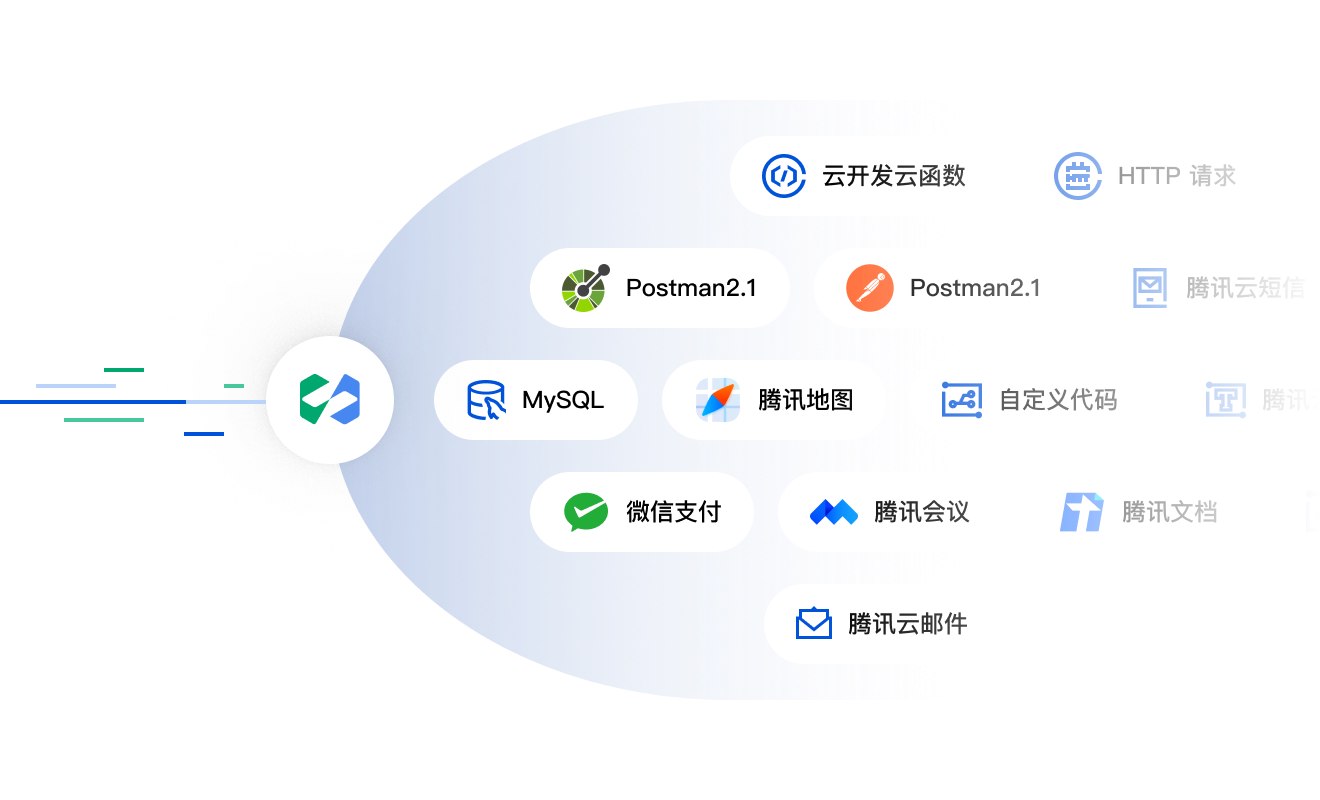 云开发云函数
HTTP 请求
Postman2.1
Postman2.1
腾讯云短信
MySQL
腾讯地图
自定义代码
腾讯
微信支付
腾讯会议
腾讯文档
腾讯云邮件